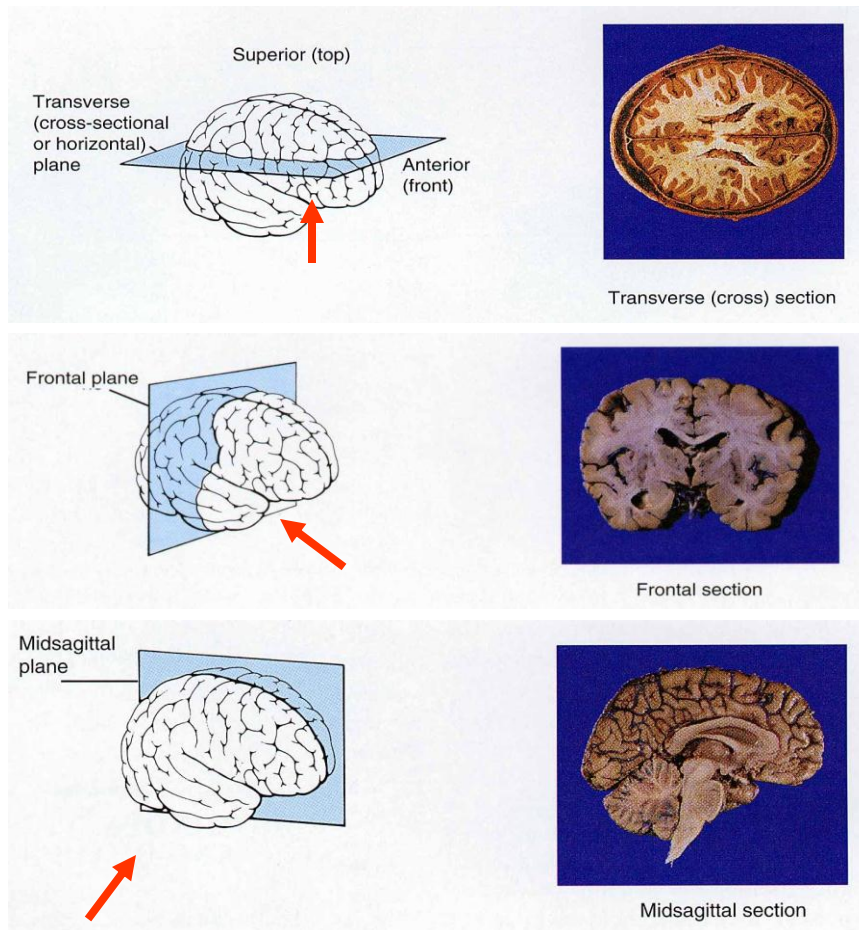 Superior (top)
Transverse
(cross-sectional
or horizontal)
plane
Anterior
(front)
Transverse (cross) section
Frontal plane
Frontal section
Midsagittal
plane
Midsagittal section